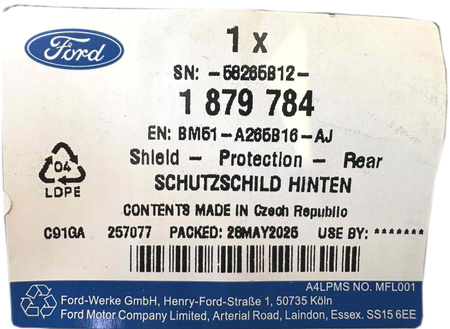 Ford
1 x
SN: -58265B12-
1 879 784
EN: BM51-A265B16-AJ
Shield - Protection - Rear
SCHUTZSCHILD HINTEN
04
LDPE
CONTENTS MADE IN Czech Republic
C91GA 257077 PACKED: 26MAY2025 USE BY: *******
A4LPMS NO. MFL001
Ford-Werke GmbH, Henry-Ford-Straße 1, 50735 Köln
Ford Motor Company Limited, Arterial Road, Laindon, Essex. SS15 6EE